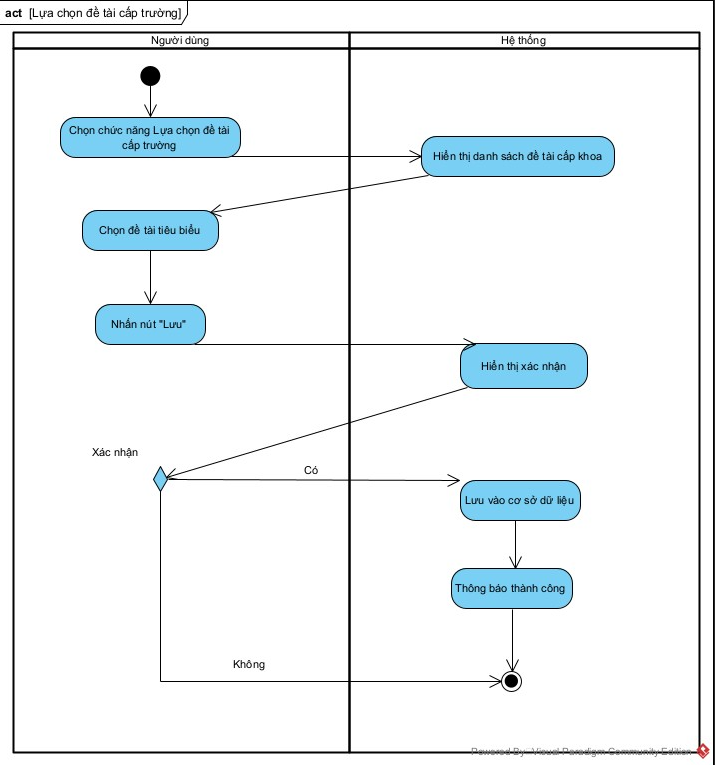 act [Lựa chọn đề tài cấp trường]
Người dùng
Hệ thống
Chọn chức năng Lựa chọn đề tài
cấp trường
Hiển thị danh sách đề tài cấp khoa
Chọn đề tài tiêu biểu
Nhấn nút "Lưu"
Hiển thị xác nhận
Xác nhận
Có
Lưu vào cơ sở dữ liệu
Thông báo thành công
Không
Powered By: Visual Paradigm Community Edition